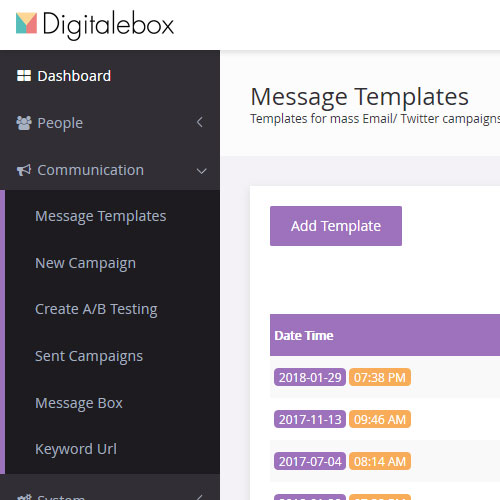 Digitalebox
Dashboard
People
Communication
Message Templates
New Campaign
Create A/B Testing
Sent Campaigns
Message Box
Keyword Url
System
Message Templates
Templates for mass Email/ Twitter campaigns
Add Template
Date Time
2018-01-29 07:38 PM
2017-11-13 09:46 AM
2017-07-04 08:14 AM